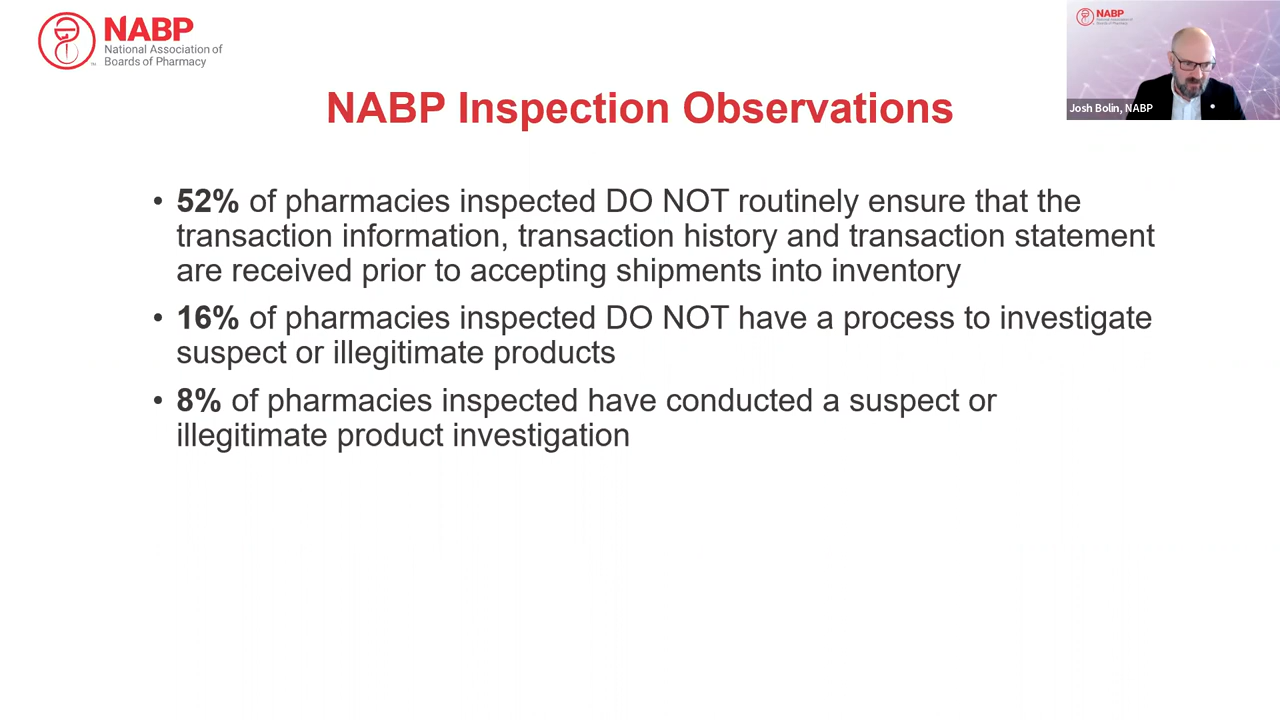 NABP
National Association of
Boards of Pharmacy
NABP
Josh Bolin, NABP
NABP Inspection Observations
• 52% of pharmacies inspected DO NOT routinely ensure that the
transaction information, transaction history and transaction statement
are received prior to accepting shipments into inventory
• 16% of pharmacies inspected DO NOT have a process to investigate
suspect or illegitimate products
• 8% of pharmacies inspected have conducted a suspect or
illegitimate product investigation